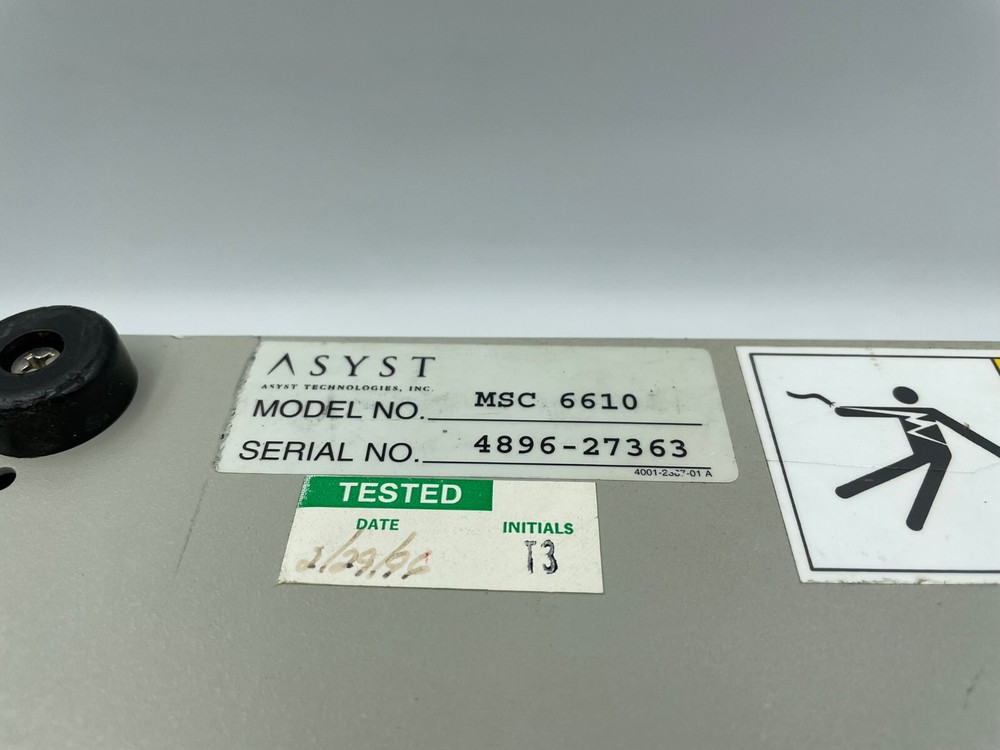 ASYST
ASYST TECHNOLOGIES, INC.
MODEL NO. MSC 6610
SERIAL NO. 4896-27363
TESTED
DATE INITIALS
T3